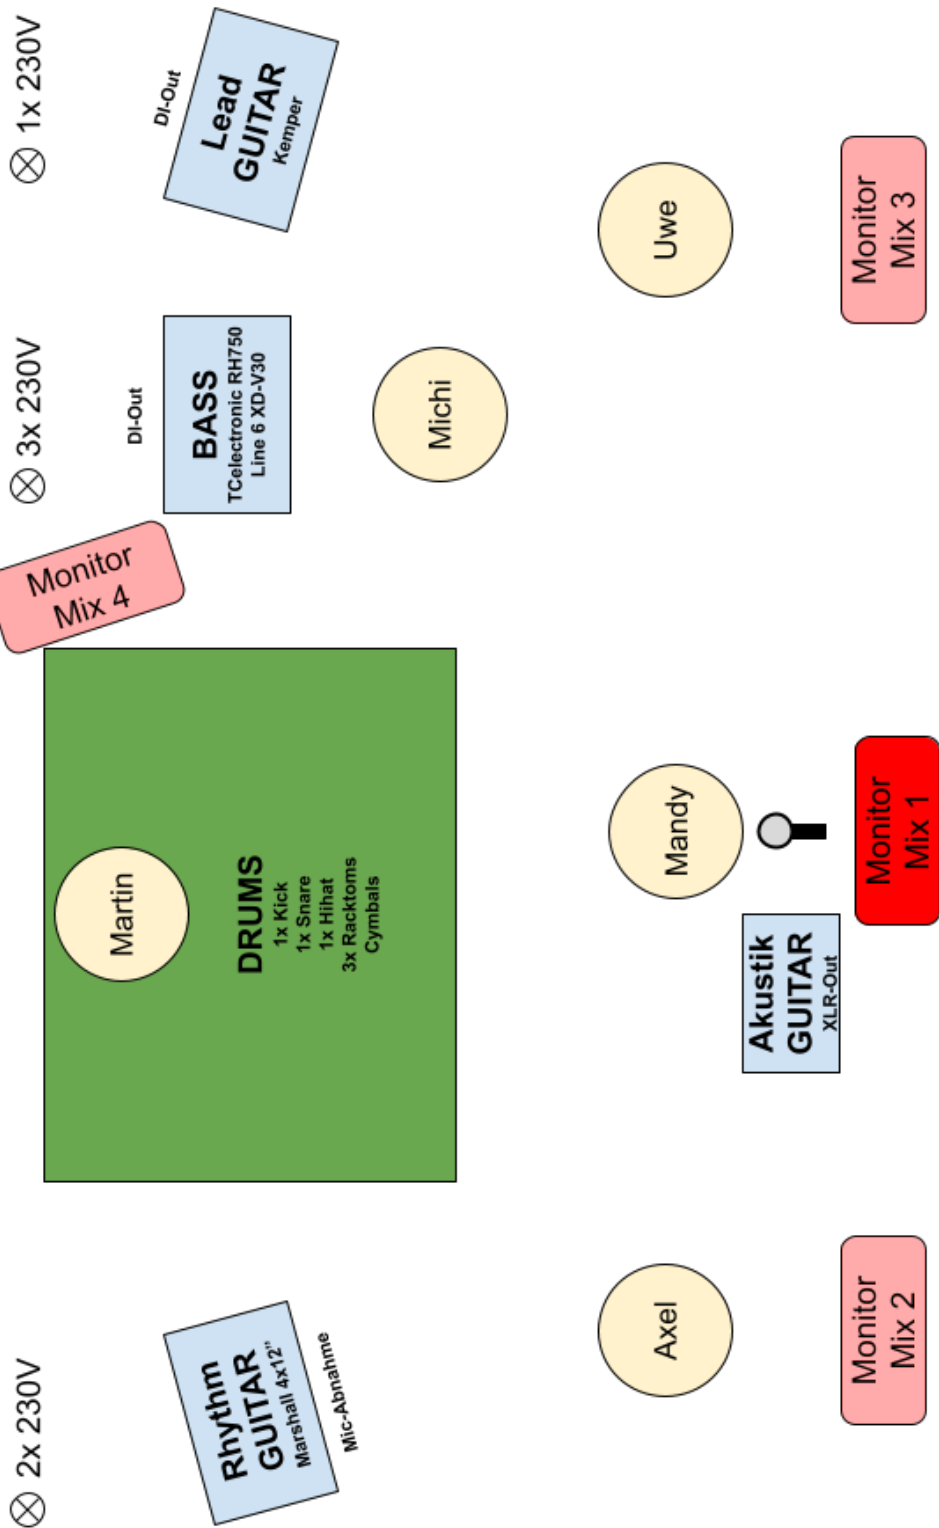 2x 230V
3x 230V
1x 230V
Rhythm
GUITAR
Marshall 4x12”
Mic-Abnahme
Martin
DRUMS
1x Kick
1x Snare
1x Hihat
3x Racktoms
Cymbals
Monitor
Mix 4
DI-Out
BASS
TCelectronic RH750
Line 6 XD-V30
DI-Out
Lead
GUITAR
Kemper
Michi
Axel
Mandy
Uwe
Akustik
GUITAR
XLR-Out
Monitor
Mix 2
Monitor
Mix 1
Monitor
Mix 3